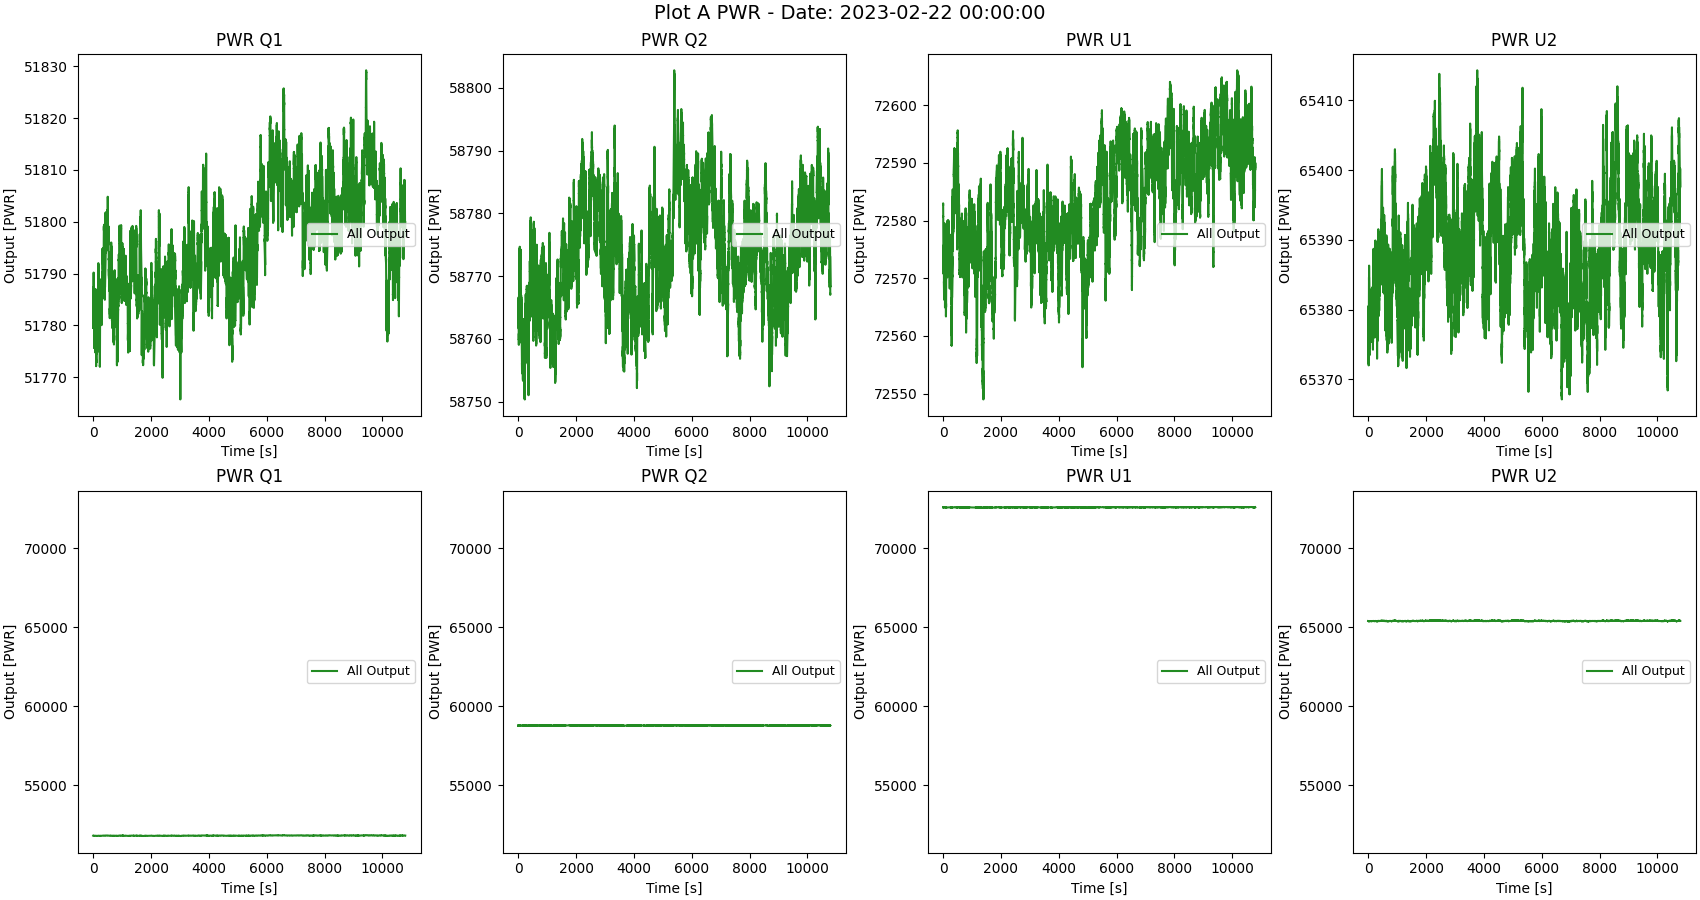 Plot A PWR - Date: 2023-02-22 00:00:00
PWR Q1
51830
51820
51810
51800
51790
51780
51770
Output [PWR]
0 2000 4000 6000 8000 10000
Time [s]
All Output
PWR Q2
58800
58790
58780
58770
58760
58750
Output [PWR]
0 2000 4000 6000 8000 10000
Time [s]
All Output
PWR U1
72600
72590
72580
72570
72560
72550
Output [PWR]
0 2000 4000 6000 8000 10000
Time [s]
All Output
PWR U2
65410
65400
65390
65380
65370
Output [PWR]
0 2000 4000 6000 8000 10000
Time [s]
All Output
PWR Q1
70000
65000
60000
55000
Output [PWR]
0 2000 4000 6000 8000 10000
Time [s]
All Output
PWR Q2
70000
65000
60000
55000
Output [PWR]
0 2000 4000 6000 8000 10000
Time [s]
All Output
PWR U1
70000
65000
60000
55000
Output [PWR]
0 2000 4000 6000 8000 10000
Time [s]
All Output
PWR U2
70000
65000
60000
55000
Output [PWR]
0 2000 4000 6000 8000 10000
Time [s]
All Output